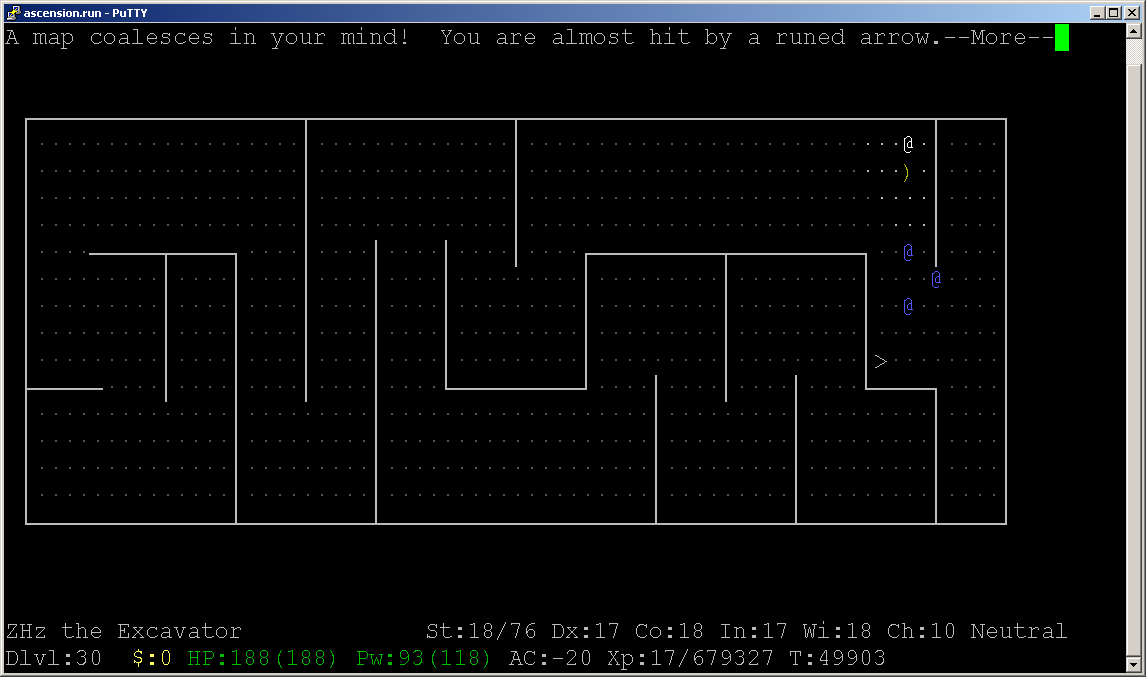 ascension.run - PuTTY
A map coalesces in your mind!  You are almost hit by a runed arrow.--More--
ZHz the Excavator St:18/76 Dx:17 Co:18 In:17 Wi:18 Ch:10 Neutral
Dlvl:30 $:0 HP:188(188) Pw:93(118) AC:-20 Xp:17/679327 T:49903